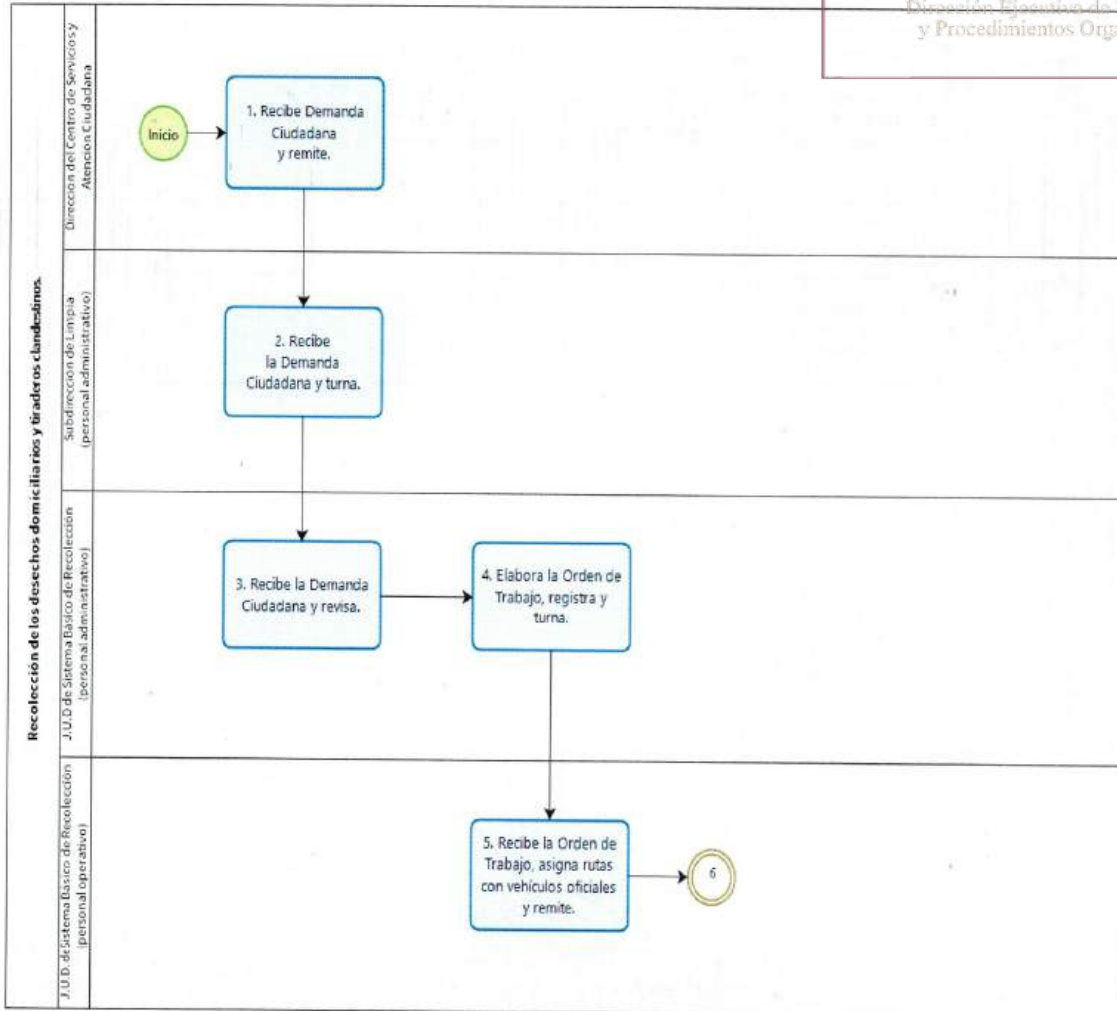 Dirección Ejecutiva de
y Procedimientos Orga
Recolección de los desechos domiciliarios y tiraderos clandestinos.
Dirección del Centro de Servicios y
Atención Ciudadana
Inicio
1. Recibe Demanda
Ciudadana
y remite.
Subdirección de Limpia
(personal administrativo)
2. Recibe
la Demanda
Ciudadana y turna.
J.U.D de Sistema Básico de Recolección
(personal administrativo)
3. Recibe la Demanda
Ciudadana y revisa.
4. Elabora la Orden de
Trabajo, registra y
turna.
J.U.D. de Sistema Básico de Recolección
(personal operativo)
5. Recibe la Orden de
Trabajo, asigna rutas
con vehículos oficiales
y remite.
6